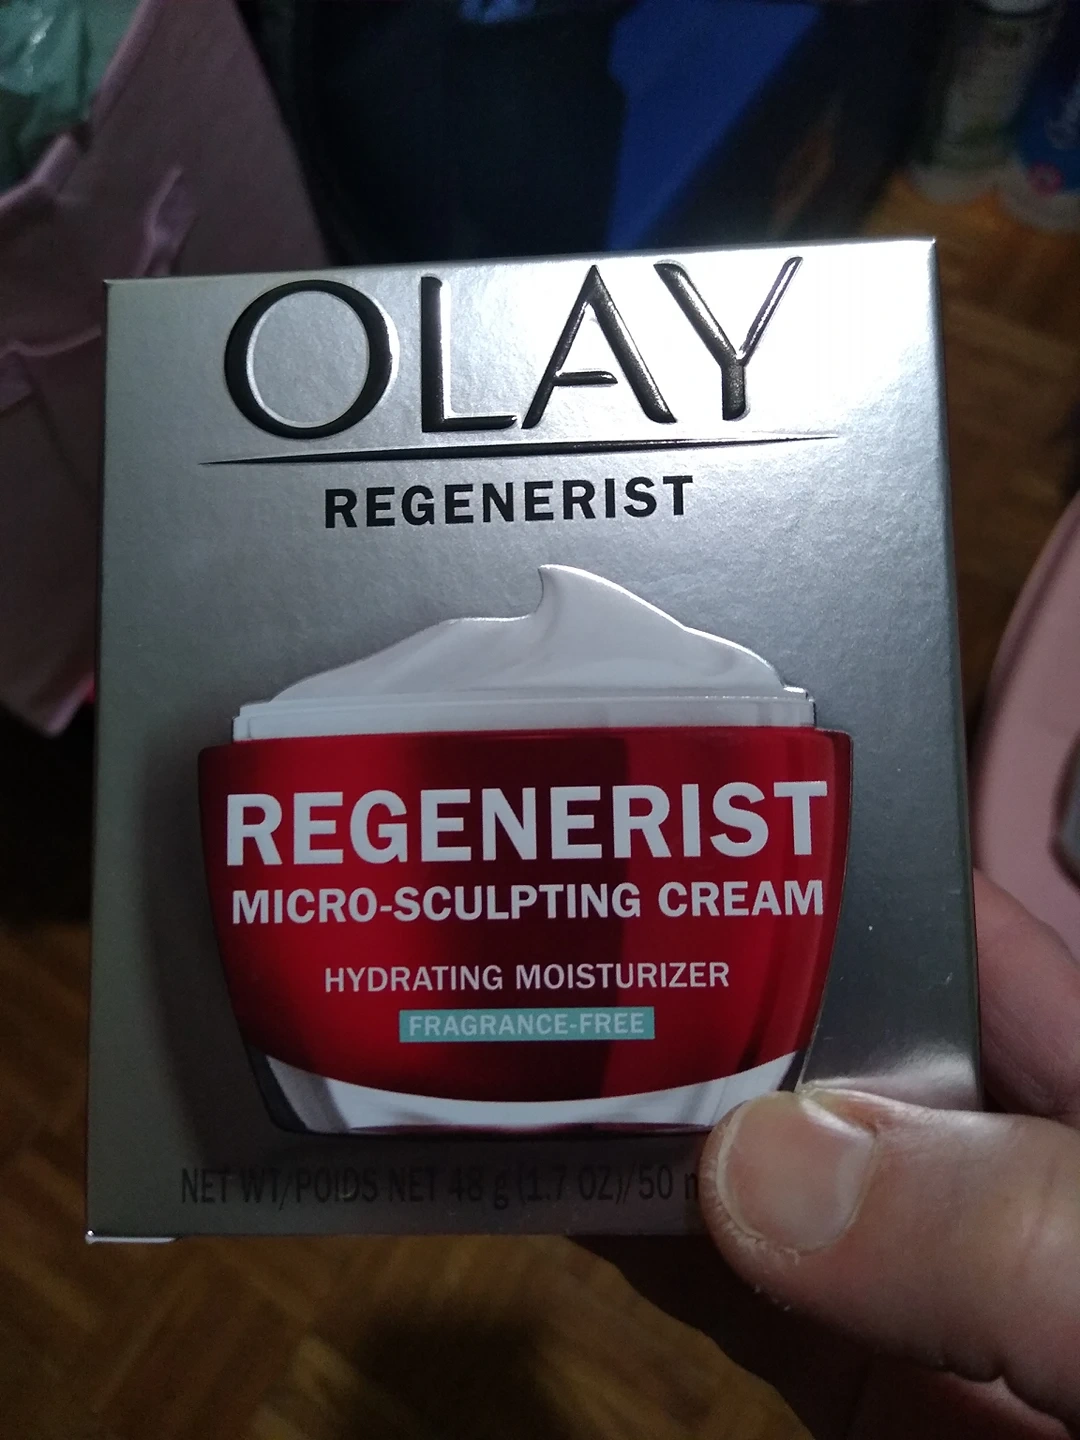 OLAY
REGENERIST
REGENERIST
MICRO-SCULPTING CREAM
HYDRATING MOISTURIZER
FRAGRANCE-FREE
NET WT/POIDS NET 48 g (1.7 OZ)/50